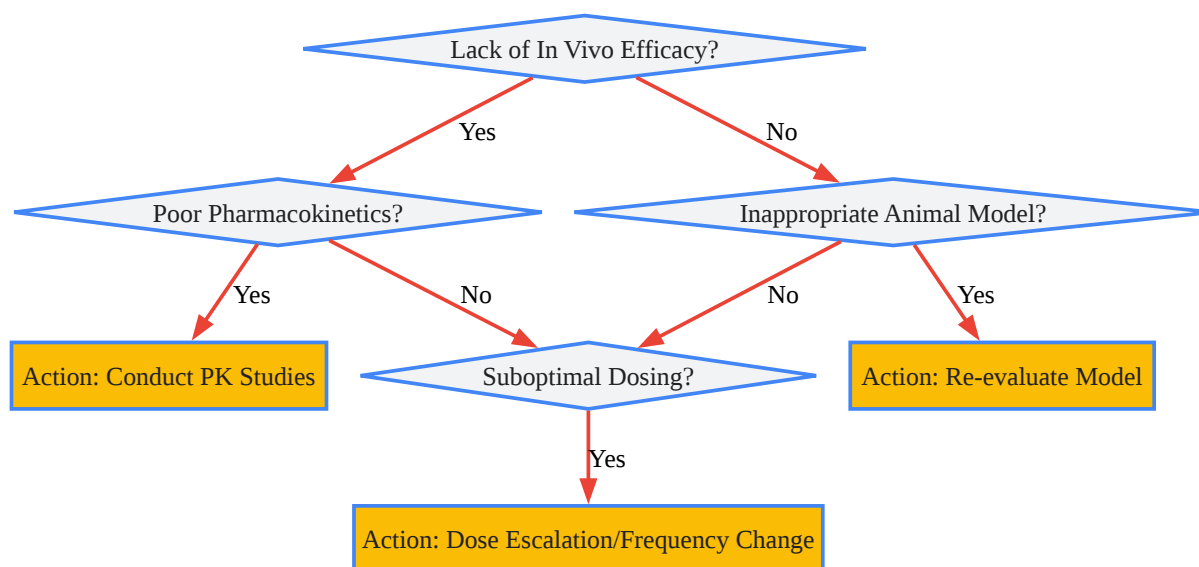 Lack of In Vivo Efficacy?
Yes
No
Poor Pharmacokinetics?
Inappropriate Animal Model?
Yes
No
No
Yes
Action: Conduct PK Studies
Suboptimal Dosing?
Action: Re-evaluate Model
Yes
Action: Dose Escalation/Frequency Change